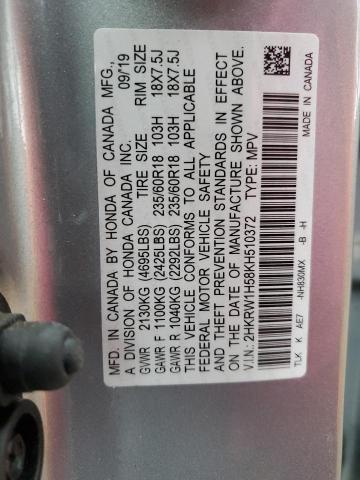 MFD. IN CANADA BY HONDA OF CANADA MFG.,
A DIVISION OF HONDA CANADA INC. 09/19
GVWR 2130KG (4695LBS) TIRE SIZE RIM SIZE
GAWR F 1100KG (2425LBS) 235/60R18 103H 18X7.5J
GAWR R 1040KG (2292LBS) 235/60R18 103H 18X7.5J
THIS VEHICLE CONFORMS TO ALL APPLICABLE
FEDERAL MOTOR VEHICLE SAFETY
AND THEFT PREVENTION STANDARDS IN EFFECT
ON THE DATE OF MANUFACTURE SHOWN ABOVE.
V.I.N.: 2HKRW1H58KH510372 TYPE: MPV
TLK K AE7 -NH830MX -B -H MADE IN CANADA